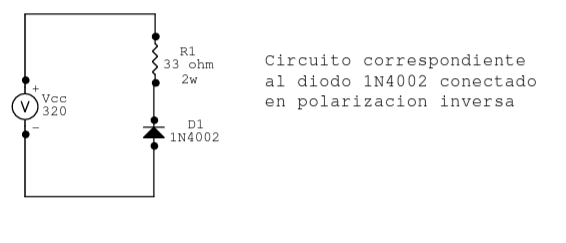 R1
33 ohm
2w
Circuito correspondiente
al diodo 1N4002 conectado
en polarizacion inversa
+
V
Vcc
320
−
D1
1N4002